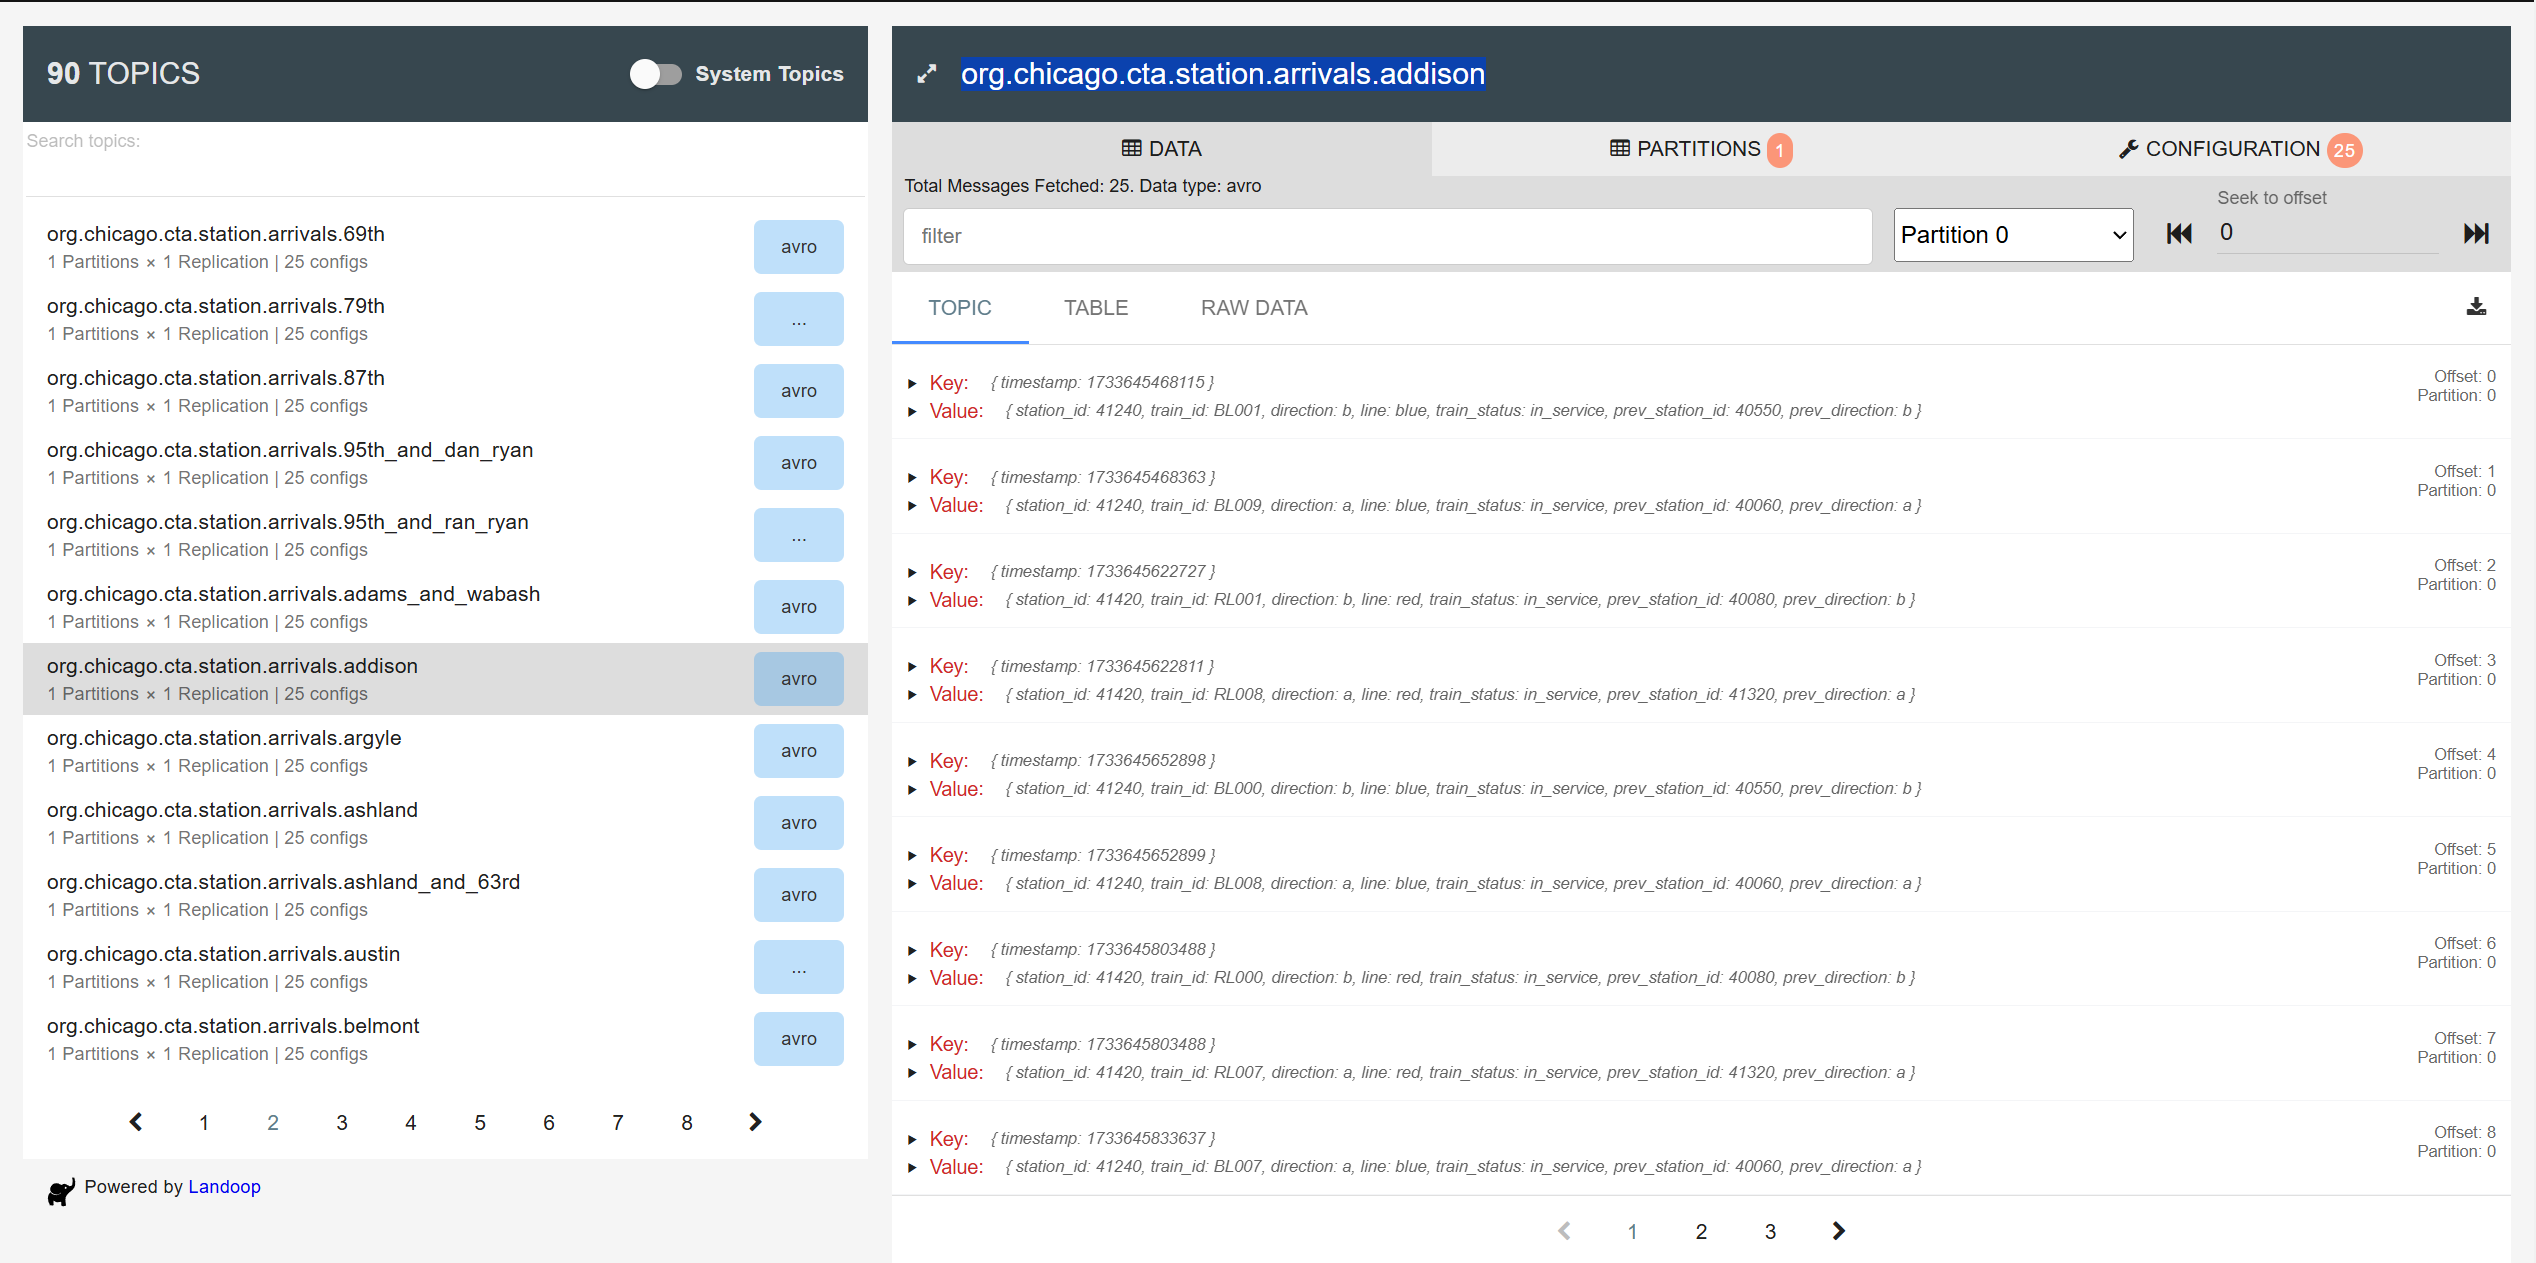 90 TOPICS
System Topics
Search topics:
org.chicago.cta.station.arrivals.69th
1 Partitions × 1 Replication | 25 configs
avro
org.chicago.cta.station.arrivals.79th
1 Partitions × 1 Replication | 25 configs
...
org.chicago.cta.station.arrivals.87th
1 Partitions × 1 Replication | 25 configs
avro
org.chicago.cta.station.arrivals.95th_and_dan_ryan
1 Partitions × 1 Replication | 25 configs
avro
org.chicago.cta.station.arrivals.95th_and_ran_ryan
1 Partitions × 1 Replication | 25 configs
...
org.chicago.cta.station.arrivals.adams_and_wabash
1 Partitions × 1 Replication | 25 configs
avro
org.chicago.cta.station.arrivals.addison
1 Partitions × 1 Replication | 25 configs
avro
org.chicago.cta.station.arrivals.argyle
1 Partitions × 1 Replication | 25 configs
avro
org.chicago.cta.station.arrivals.ashland
1 Partitions × 1 Replication | 25 configs
avro
org.chicago.cta.station.arrivals.ashland_and_63rd
1 Partitions × 1 Replication | 25 configs
avro
org.chicago.cta.station.arrivals.austin
1 Partitions × 1 Replication | 25 configs
...
org.chicago.cta.station.arrivals.belmont
1 Partitions × 1 Replication | 25 configs
avro
1 2 3 4 5 6 7 8
Powered by Landoop
org.chicago.cta.station.arrivals.addison
DATA
PARTITIONS 1
CONFIGURATION 25
Total Messages Fetched: 25. Data type: avro
filter
Partition 0
Seek to offset
0
TOPIC TABLE RAW DATA
Key: { timestamp: 1733645468115 }
Value: { station_id: 41240, train_id: BL001, direction: b, line: blue, train_status: in_service, prev_station_id: 40550, prev_direction: b }
Offset: 0
Partition: 0
Key: { timestamp: 1733645468363 }
Value: { station_id: 41240, train_id: BL009, direction: a, line: blue, train_status: in_service, prev_station_id: 40060, prev_direction: a }
Offset: 1
Partition: 0
Key: { timestamp: 1733645622727 }
Value: { station_id: 41420, train_id: RL001, direction: b, line: red, train_status: in_service, prev_station_id: 40080, prev_direction: b }
Offset: 2
Partition: 0
Key: { timestamp: 1733645622811 }
Value: { station_id: 41420, train_id: RL008, direction: a, line: red, train_status: in_service, prev_station_id: 41320, prev_direction: a }
Offset: 3
Partition: 0
Key: { timestamp: 1733645652898 }
Value: { station_id: 41240, train_id: BL000, direction: b, line: blue, train_status: in_service, prev_station_id: 40550, prev_direction: b }
Offset: 4
Partition: 0
Key: { timestamp: 1733645652899 }
Value: { station_id: 41240, train_id: BL008, direction: a, line: blue, train_status: in_service, prev_station_id: 40060, prev_direction: a }
Offset: 5
Partition: 0
Key: { timestamp: 1733645803488 }
Value: { station_id: 41420, train_id: RL000, direction: b, line: red, train_status: in_service, prev_station_id: 40080, prev_direction: b }
Offset: 6
Partition: 0
Key: { timestamp: 1733645803488 }
Value: { station_id: 41420, train_id: RL007, direction: a, line: red, train_status: in_service, prev_station_id: 41320, prev_direction: a }
Offset: 7
Partition: 0
Key: { timestamp: 1733645833637 }
Value: { station_id: 41240, train_id: BL007, direction: a, line: blue, train_status: in_service, prev_station_id: 40060, prev_direction: a }
Offset: 8
Partition: 0
1 2 3